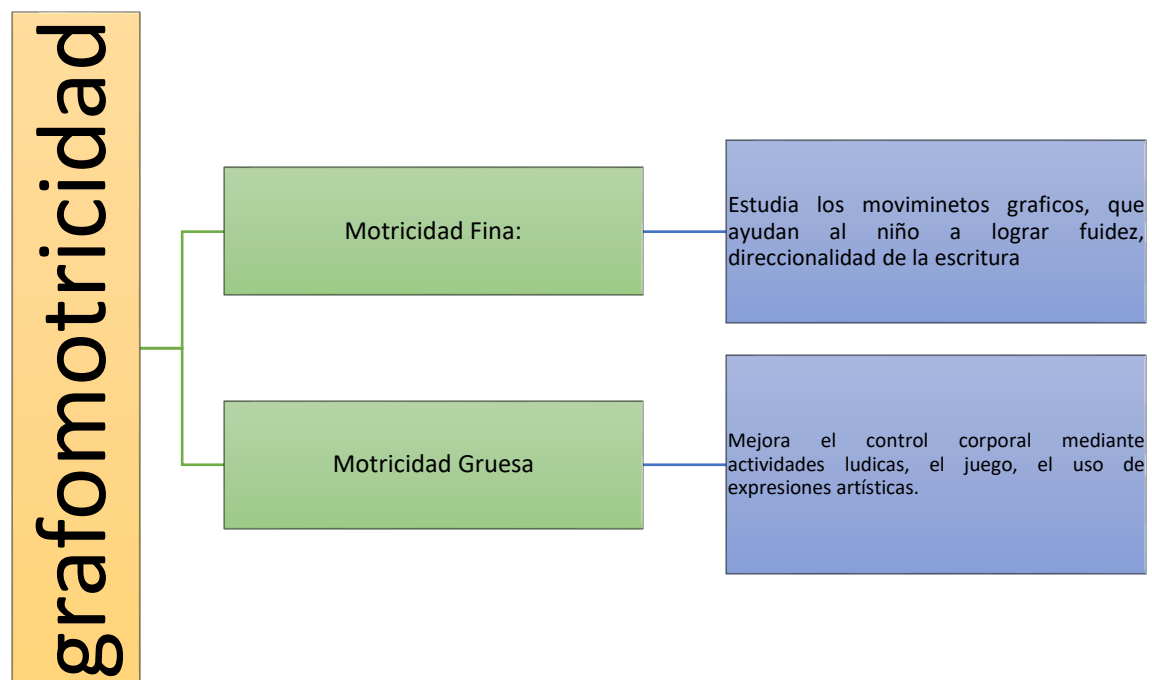 grafomotricidad
Motricidad Fina:
Estudia los moviminetos graficos, que
ayudan al niño a lograr fuidez,
direccionalidad de la escritura
Motricidad Gruesa
Mejora el control corporal mediante
actividades ludicas, el juego, el uso de
expresiones artísticas.